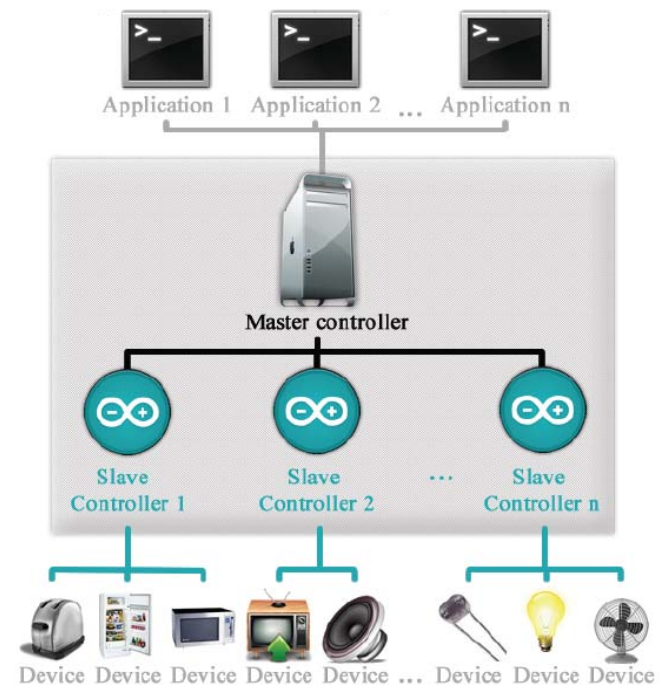 >_ >_ >_
Application 1 Application 2 ... Application n
Master controller
Slave Slave ... Slave
Controller 1 Controller 2 Controller n
Device Device Device Device Device ... Device Device Device